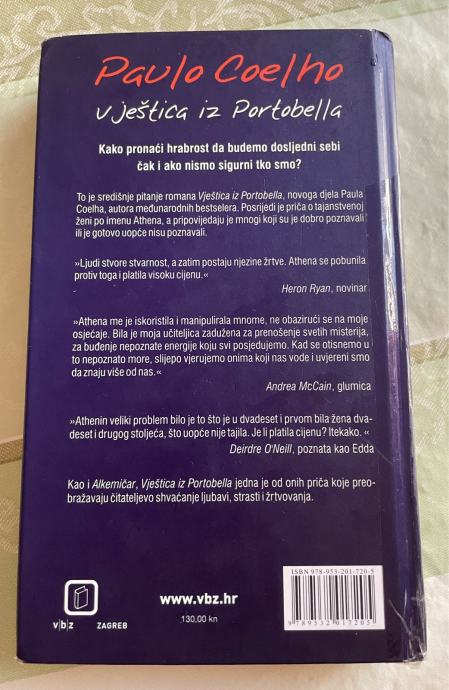 Paulo Coelho
vještica iz Portobella
Kako pronaći hrabrost da budemo dosljedni sebi
čak i ako nismo sigurni tko smo?
To je središnje pitanje romana Vještica iz Portobella, novoga djela Paula
Coelha, autora međunarodnih bestselera. Posrijedi je priča o tajanstvenoj
ženi po imenu Athena, a pripovijedaju je mnogi koji su je dobro poznavali
ili je gotovo uopće nisu poznavali.
»Ljudi stvore stvarnost, a zatim postaju njezine žrtve. Athena se pobunila
protiv toga i platila visoku cijenu.«
Heron Ryan, novinar
»Athena me je iskoristila i manipulirala mnome, ne obazirući se na moje
osjećaje. Bila je moja učiteljica zadužena za prenošenje svetih misterija,
za buđenje nepoznate energije koju svi posjedujemo. Kad se otisnemo u
to nepoznato more, slijepo vjerujemo onima koji nas vode i uvjereni smo
da znaju više od nas.«
Andrea McCain, glumica
»Athenin veliki problem bilo je to što je u dvadeset i prvom bila žena dva-
deset i drugog stoljeća, što uopće nije tajila. Je li platila cijenu? Itekako. «
Deirdre O'Neill, poznata kao Edda
Kao i Alkemičar, Vještica iz Portobella jedna je od onih priča koje preo-
bražavaju čitateljevo shvaćanje ljubavi, strasti i žrtvovanja.
ISBN 978-953-201-720-5
9 789532 017205
www.vbz.hr
130,00 kn
v|b|z ZAGREB